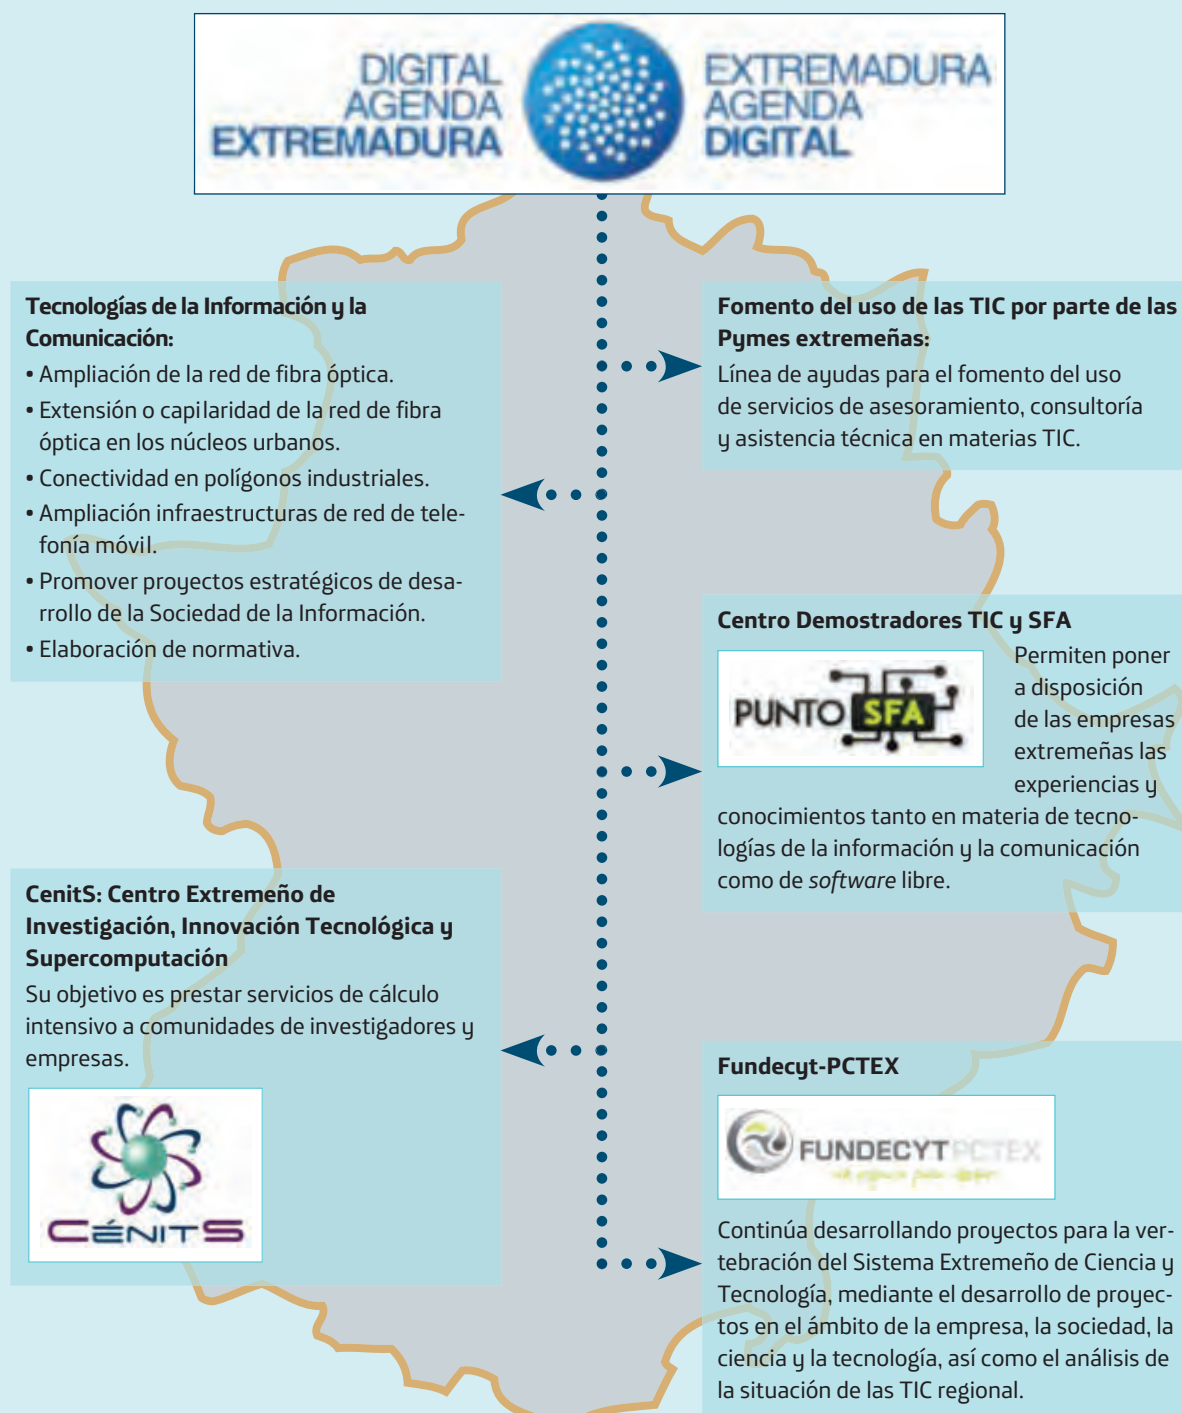 DIGITAL
AGENDA
EXTREMADURA
EXTREMADURA
AGENDA
DIGITAL
Tecnologías de la Información y la
Comunicación:
• Ampliación de la red de fibra óptica.
• Extensión o capilaridad de la red de fibra
óptica en los núcleos urbanos.
• Conectividad en polígonos industriales.
• Ampliación infraestructuras de red de tele-
fonía móvil.
• Promover proyectos estratégicos de desa-
rrollo de la Sociedad de la Información.
• Elaboración de normativa.
Fomento del uso de las TIC por parte de las
Pymes extremeñas:
Línea de ayudas para el fomento del uso
de servicios de asesoramiento, consultoría
y asistencia técnica en materias TIC.
Centro Demostradores TIC y SFA
PUNTO SFA
Permiten poner
a disposición
de las empresas
extremeñas las
experiencias y
conocimientos tanto en materia de tecno-
logías de la información y la comunicación
como de software libre.
CenitS: Centro Extremeño de
Investigación, Innovación Tecnológica y
Supercomputación
Su objetivo es prestar servicios de cálculo
intensivo a comunidades de investigadores y
empresas.
CÉNITS
Fundecyt-PCTEX
FUNDECYT PCTEX
Continúa desarrollando proyectos para la ver-
tebración del Sistema Extremeño de Ciencia y
Tecnología, mediante el desarrollo de proyec-
tos en el ámbito de la empresa, la sociedad, la
ciencia y la tecnología, así como el análisis de
la situación de las TIC regional.